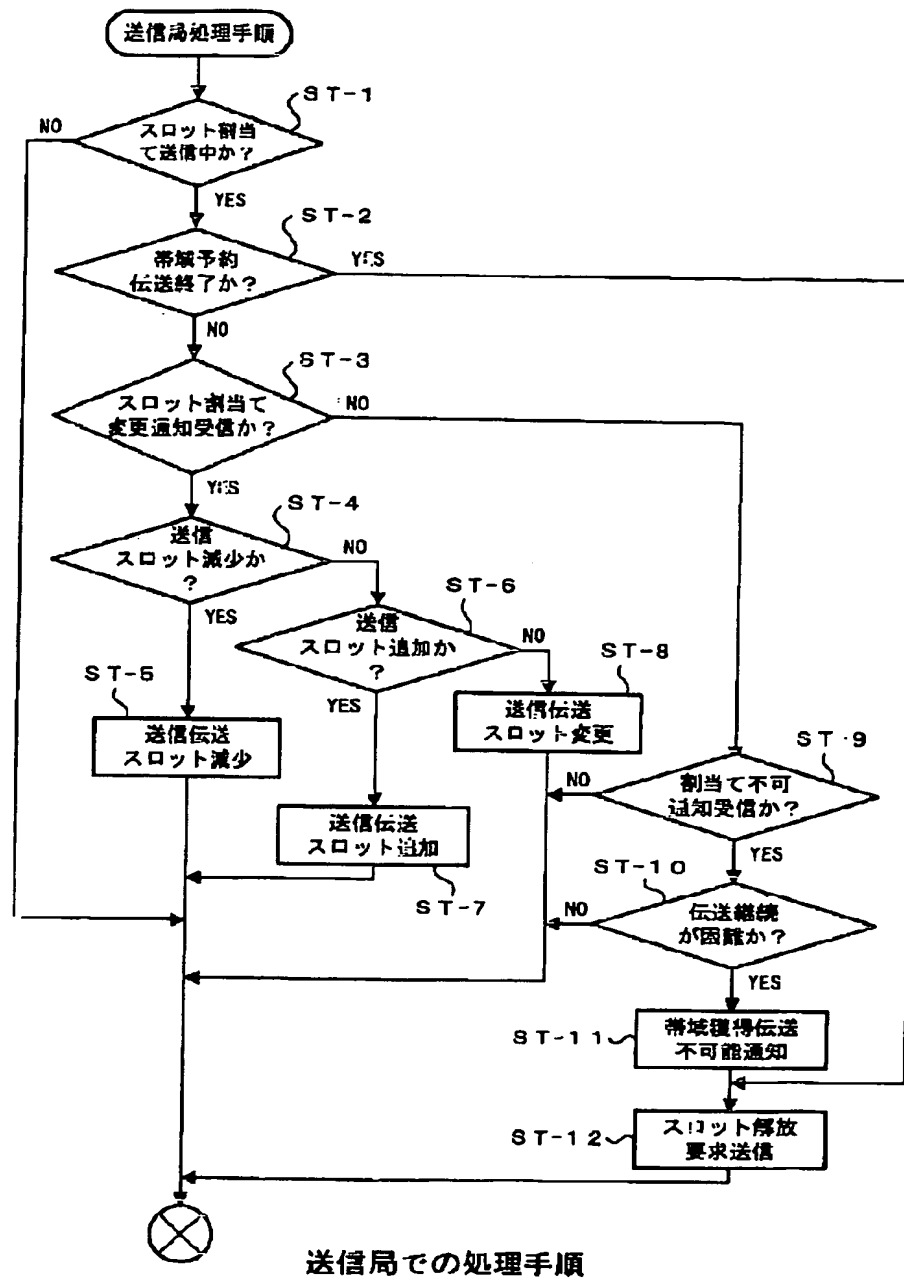 送信局処理手順
ST-1
NO
スロット割当
て送信中か?
YES
ST-2
帯域予約
伝送終了か?
YES
NO
ST-3
スロット割当て
変更通知受信か?
NO
YES
ST-4
送信
スロット減少か
?
NO
YES
ST-6
送信
スロット追加か
?
NO
YES
ST-8
送信伝送
スロット変更
ST-5
送信伝送
スロット減少
ST-9
割当て不可
通知受信か?
NO
YES
送信伝送
スロット追加
ST-7
ST-10
伝送継続
が困難か?
NO
YES
ST-11
帯域獲得伝送
不可能通知
ST-12
スロット解放
要求送信
送信局での処理手順